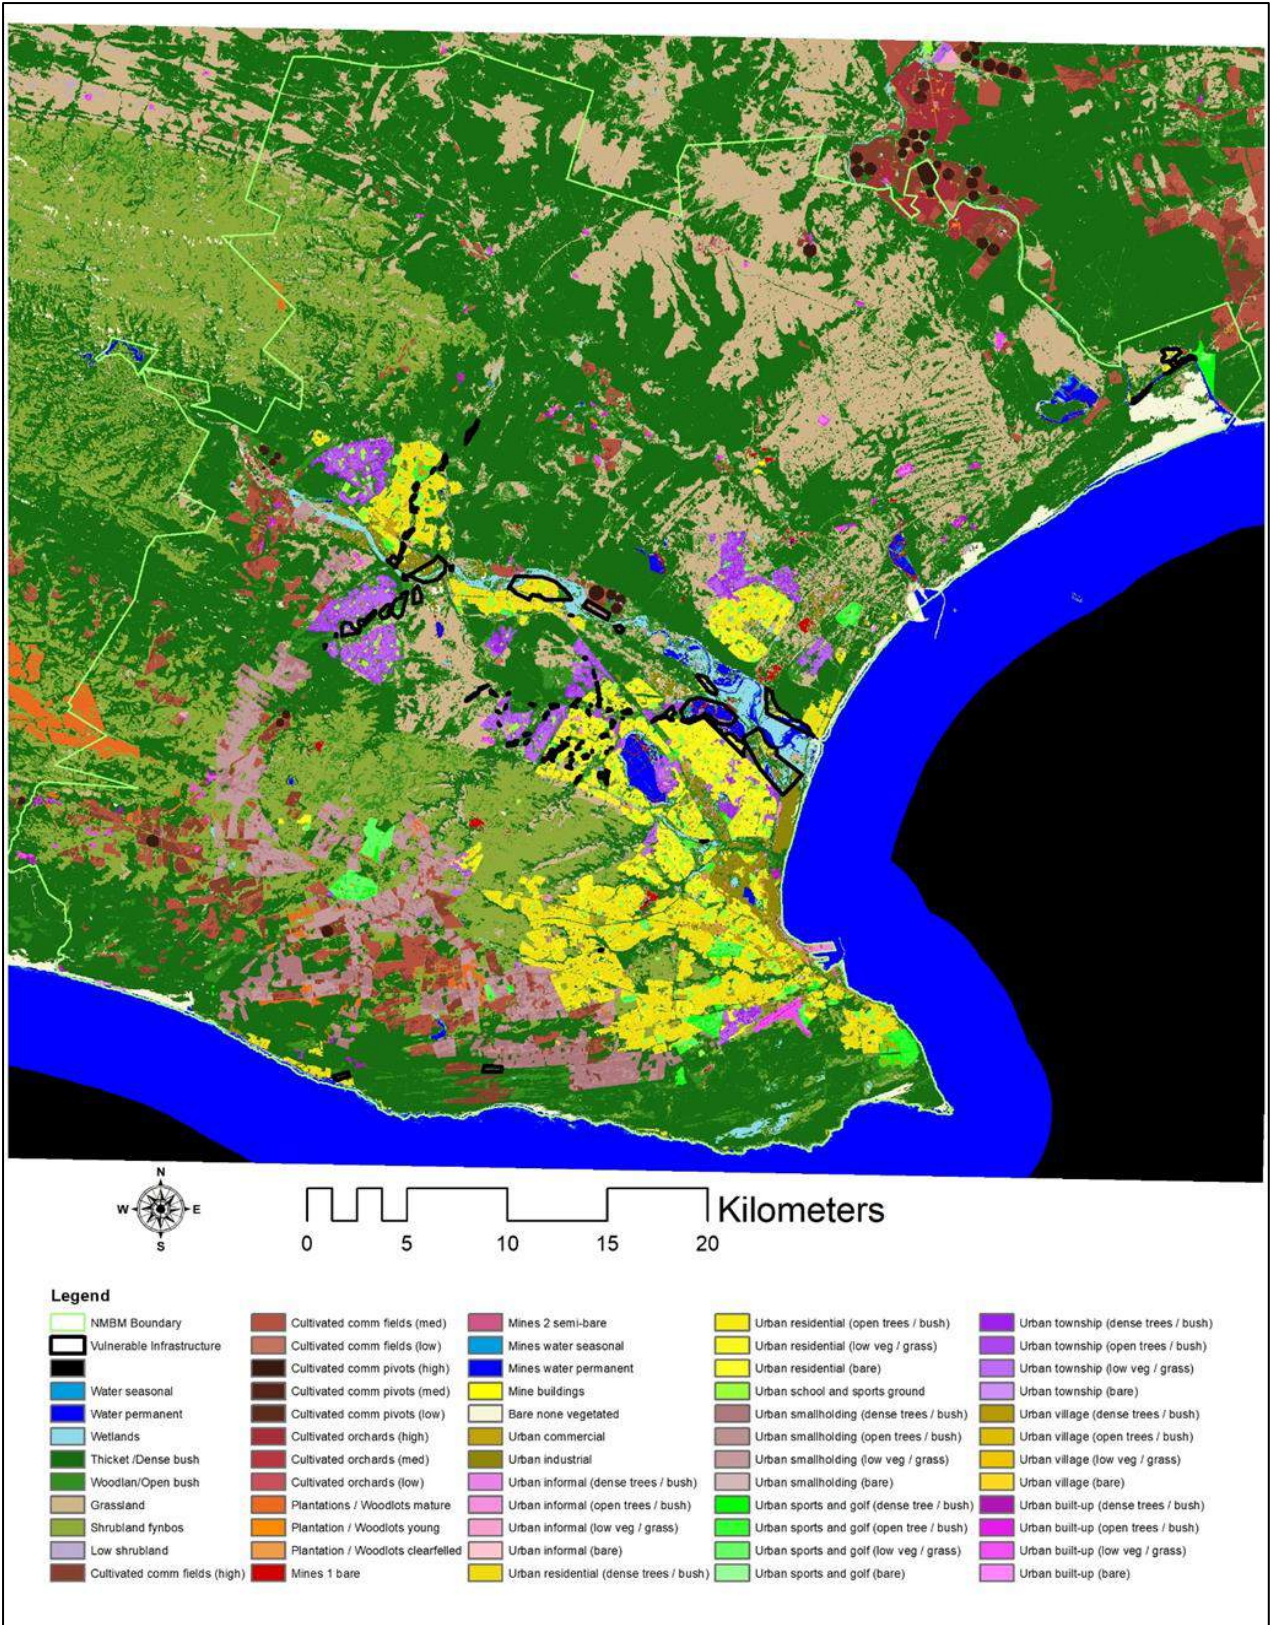 N
W E
S
Kilometers
0 5 10 15 20
Legend
NMBM Boundary
Vulnerable Infrastructure
Water seasonal
Water permanent
Wetlands
Thicket /Dense bush
Woodlan/Open bush
Grassland
Shrubland fynbos
Low shrubland
Cultivated comm fields (high)
Cultivated comm fields (med)
Cultivated comm fields (low)
Cultivated comm pivots (high)
Cultivated comm pivots (med)
Cultivated comm pivots (low)
Cultivated orchards (high)
Cultivated orchards (med)
Cultivated orchards (low)
Plantations / Woodlots mature
Plantation / Woodlots young
Plantation / Woodlots clearfelled
Mines 1 bare
Mines 2 semi-bare
Mines water seasonal
Mines water permanent
Mine buildings
Bare none vegetated
Urban commercial
Urban industrial
Urban informal (dense trees / bush)
Urban informal (open trees / bush)
Urban informal (low veg / grass)
Urban informal (bare)
Urban residential (dense trees / bush)
Urban residential (open trees / bush)
Urban residential (low veg / grass)
Urban residential (bare)
Urban school and sports ground
Urban smallholding (dense trees / bush)
Urban smallholding (open trees / bush)
Urban smallholding (low veg / grass)
Urban smallholding (bare)
Urban sports and golf (dense tree / bush)
Urban sports and golf (open tree / bush)
Urban sports and golf (low veg / grass)
Urban sports and golf (bare)
Urban township (dense trees / bush)
Urban township (open trees / bush)
Urban township (low veg / grass)
Urban township (bare)
Urban village (dense trees / bush)
Urban village (open trees / bush)
Urban village (low veg / grass)
Urban village (bare)
Urban built-up (dense trees / bush)
Urban built-up (open trees / bush)
Urban built-up (low veg / grass)
Urban built-up (bare)